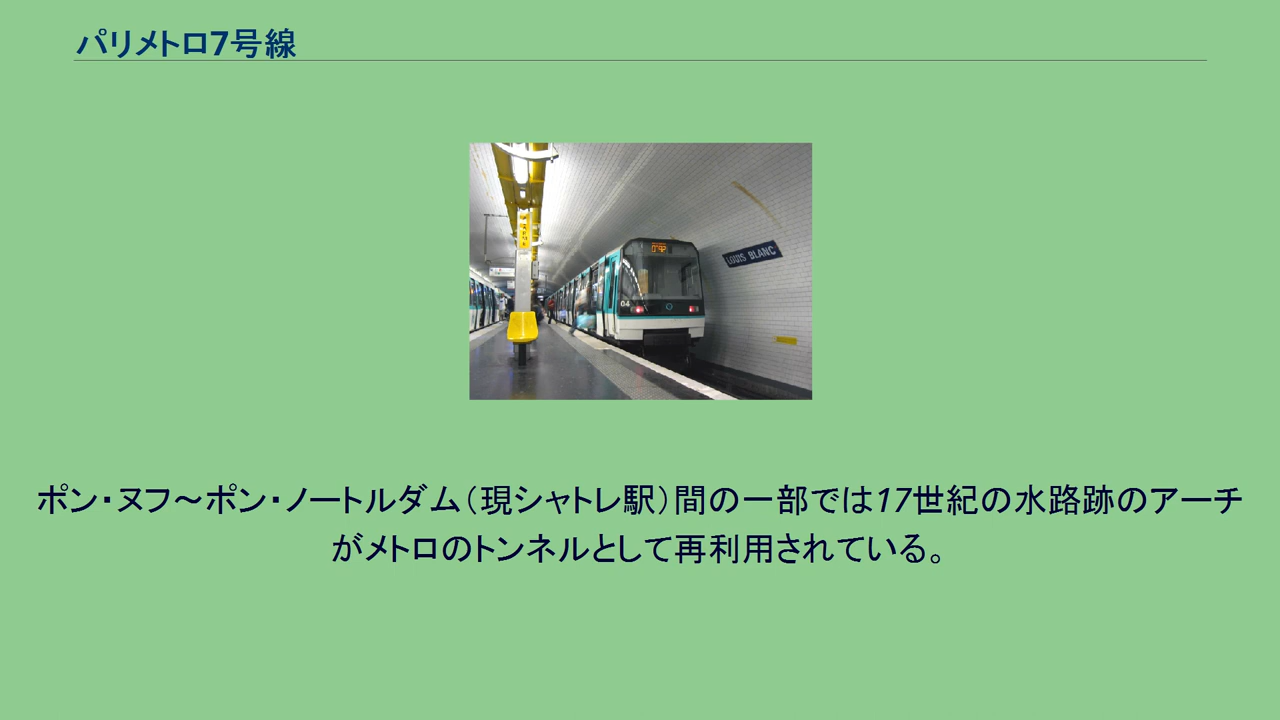 パリメトロ7号線
LOUIS BLANC
04
ポン・ヌフ～ポン・ノートルダム（現シャトレ駅）間の一部では17世紀の水路跡のアーチ
がメトロのトンネルとして再利用されている。